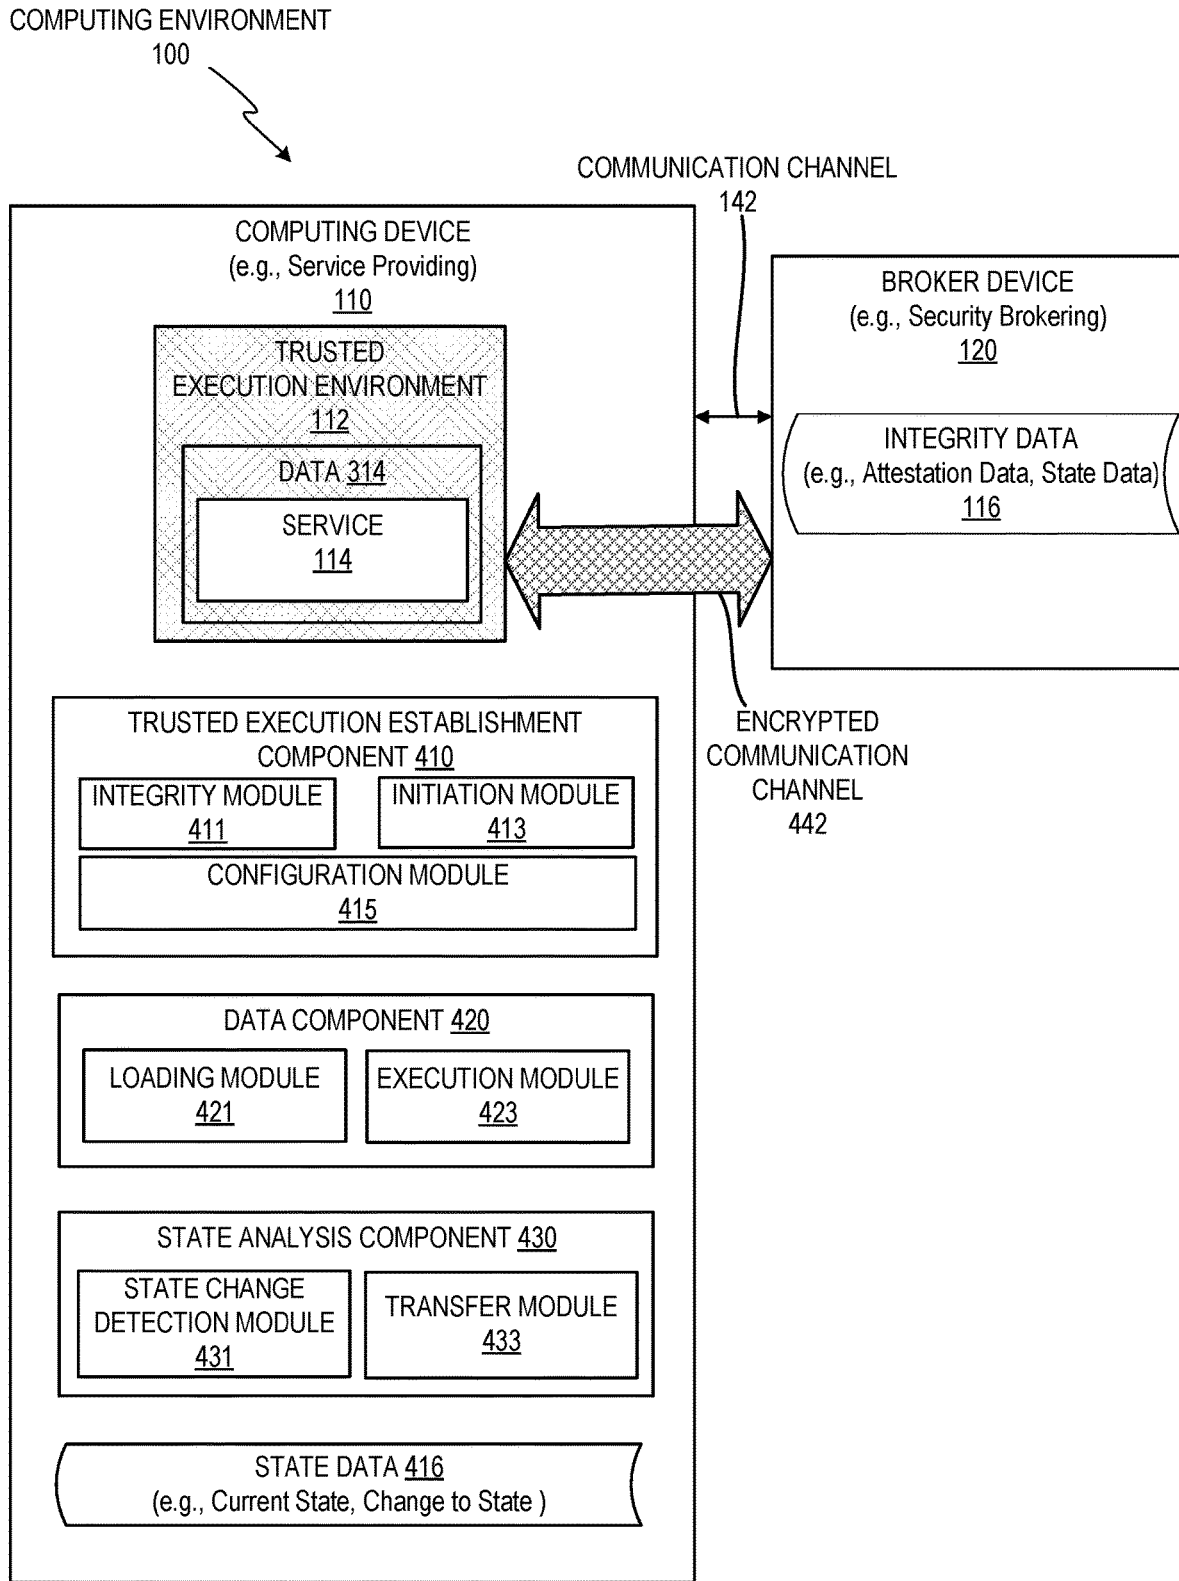 COMPUTING ENVIRONMENT
100
COMMUNICATION CHANNEL
142
COMPUTING DEVICE
(e.g., Service Providing)
110
TRUSTED
EXECUTION ENVIRONMENT
112
DATA 314
SERVICE
114
BROKER DEVICE
(e.g., Security Brokering)
120
INTEGRITY DATA
(e.g., Attestation Data, State Data)
116
ENCRYPTED
COMMUNICATION
CHANNEL
442
TRUSTED EXECUTION ESTABLISHMENT
COMPONENT 410
INTEGRITY MODULE
411
INITIATION MODULE
413
CONFIGURATION MODULE
415
DATA COMPONENT 420
LOADING MODULE
421
EXECUTION MODULE
423
STATE ANALYSIS COMPONENT 430
STATE CHANGE
DETECTION MODULE
431
TRANSFER MODULE
433
STATE DATA 416
(e.g., Current State, Change to State )